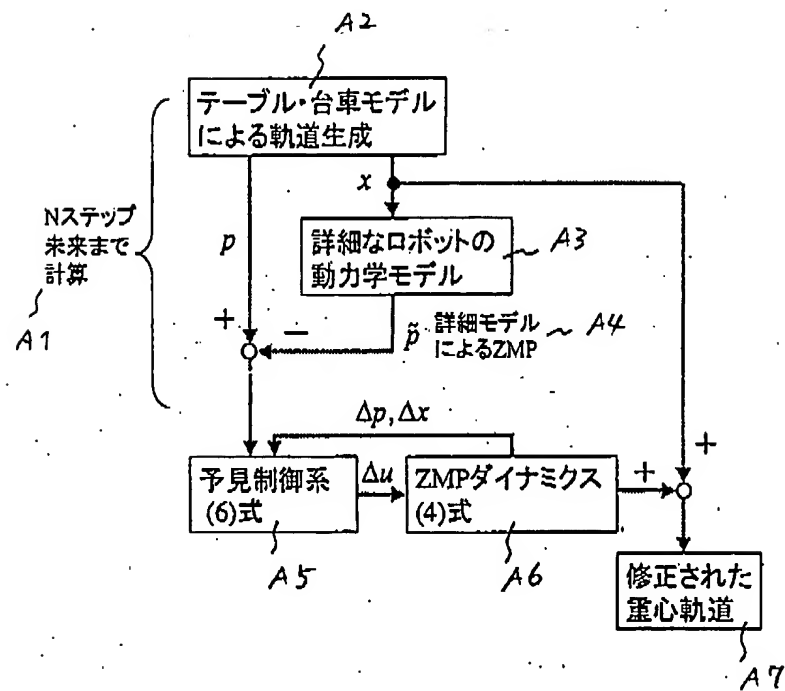 A2
テーブル・台車モデル
による軌道生成
x
Nステップ
未来まで
計算
A1
p
詳細なロボットの
動力学モデル
A3
+
−
p̃
詳細モデル
によるZMP
A4
Δp, Δx
+
予見制御系
(6)式
Δu
ZMPダイナミクス
(4)式
+
A5
A6
修正された
重心軌道
A7